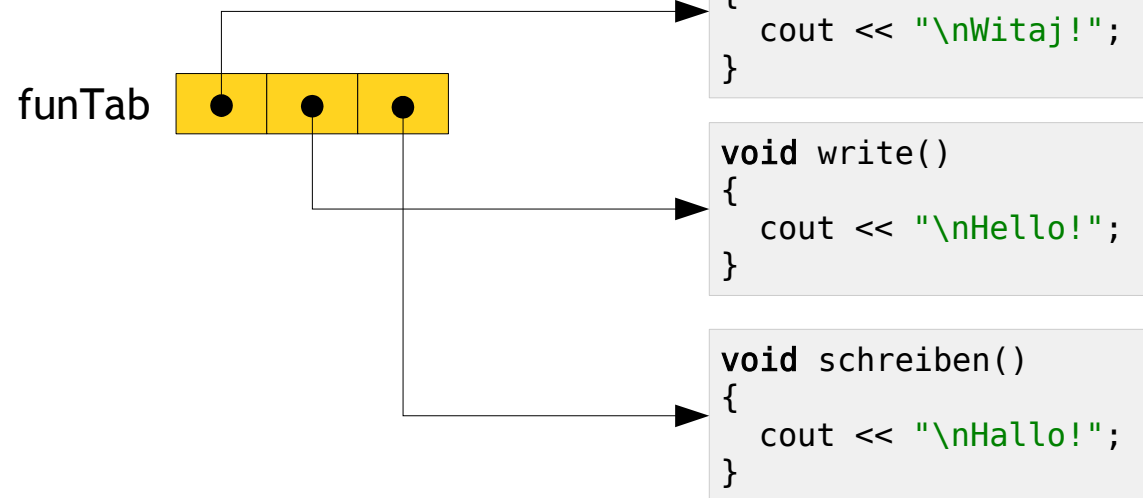 {
cout << "\nWitaj!";
}
funTab
void write()
{
cout << "\nHello!";
}
void schreiben()
{
cout << "\nHallo!";
}